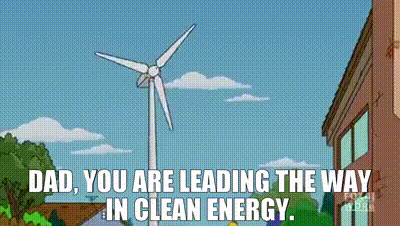 DAD, YOU ARE LEADING THE WAY
IN CLEAN ENERGY.